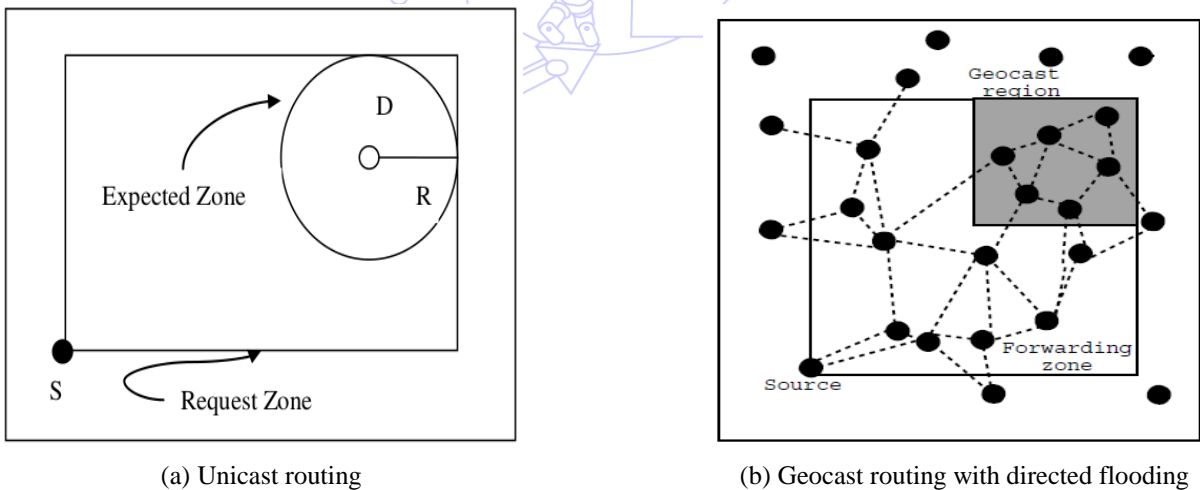 D
Expected Zone
R
S
Request Zone
(a) Unicast routing
Geocast
region
Forwarding
zone
Source
(b) Geocast routing with directed flooding